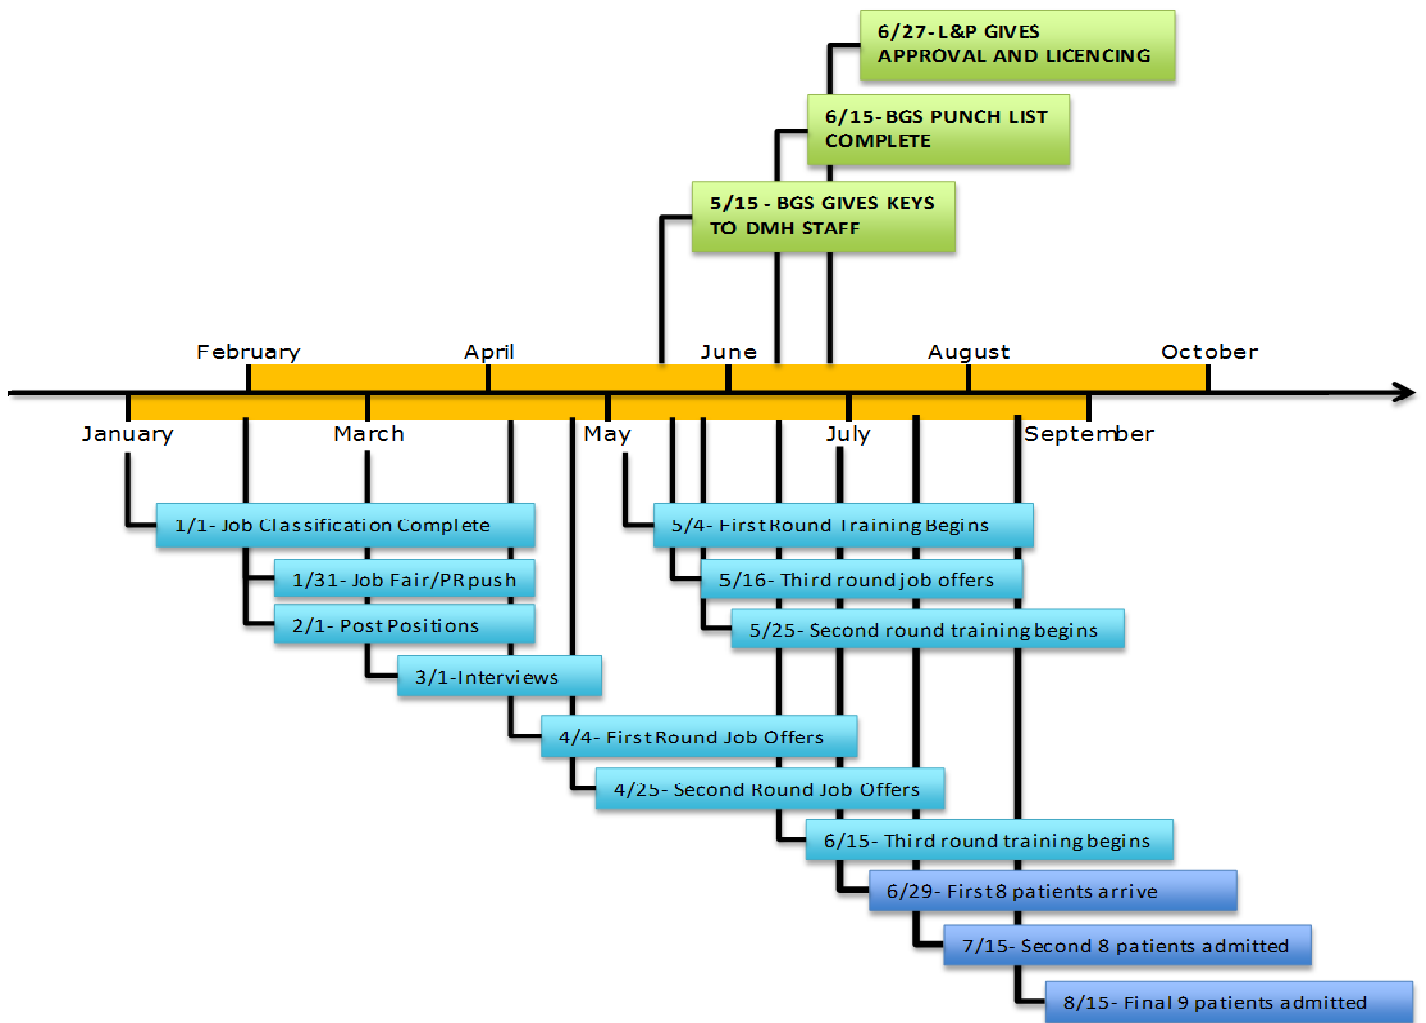 6/27- L&P GIVES
APPROVAL AND LICENCING
6/15- BGS PUNCH LIST
COMPLETE
5/15 - BGS GIVES KEYS
TO DMH STAFF
February
April
June
August
October
January
March
May
July
September
1/1- Job Classification Complete
1/31- Job Fair/PR push
2/1- Post Positions
3/1-Interviews
4/4- First Round Job Offers
4/25- Second Round Job Offers
5/4- First Round Training Begins
5/16- Third round job offers
5/25- Second round training begins
6/15- Third round training begins
6/29- First 8 patients arrive
7/15- Second 8 patients admitted
8/15- Final 9 patients admitted